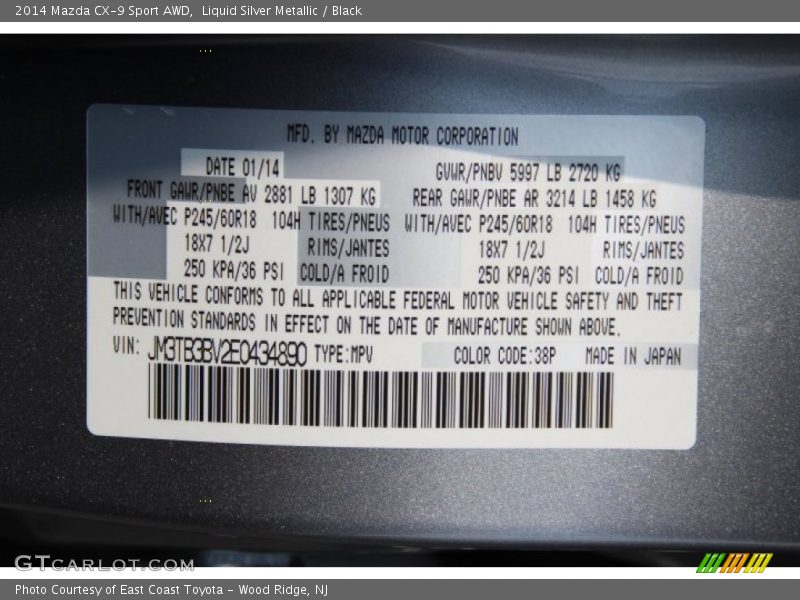 2014 Mazda CX-9 Sport AWD,  Liquid Silver Metallic / Black
MFD. BY MAZDA MOTOR CORPORATION
DATE 01/14 GVWR/PNBV 5997 LB 2720 KG
FRONT GAWR/PNBE AV 2881 LB 1307 KG REAR GAWR/PNBE AR 3214 LB 1458 KG
WITH/AVEC P245/60R18 104H TIRES/PNEUS WITH/AVEC P245/60R18 104H TIRES/PNEUS
18X7 1/2J RIMS/JANTES 18X7 1/2J RIMS/JANTES
250 KPA/36 PSI COLD/A FROID 250 KPA/36 PSI COLD/A FROID
THIS VEHICLE CONFORMS TO ALL APPLICABLE FEDERAL MOTOR VEHICLE SAFETY AND THEFT
PREVENTION STANDARDS IN EFFECT ON THE DATE OF MANUFACTURE SHOWN ABOVE.
VIN: JM3TB3BV2E0434890 TYPE:MPV COLOR CODE:38P MADE IN JAPAN
GTcarlot.com
Photo Courtesy of East Coast Toyota - Wood Ridge, NJ